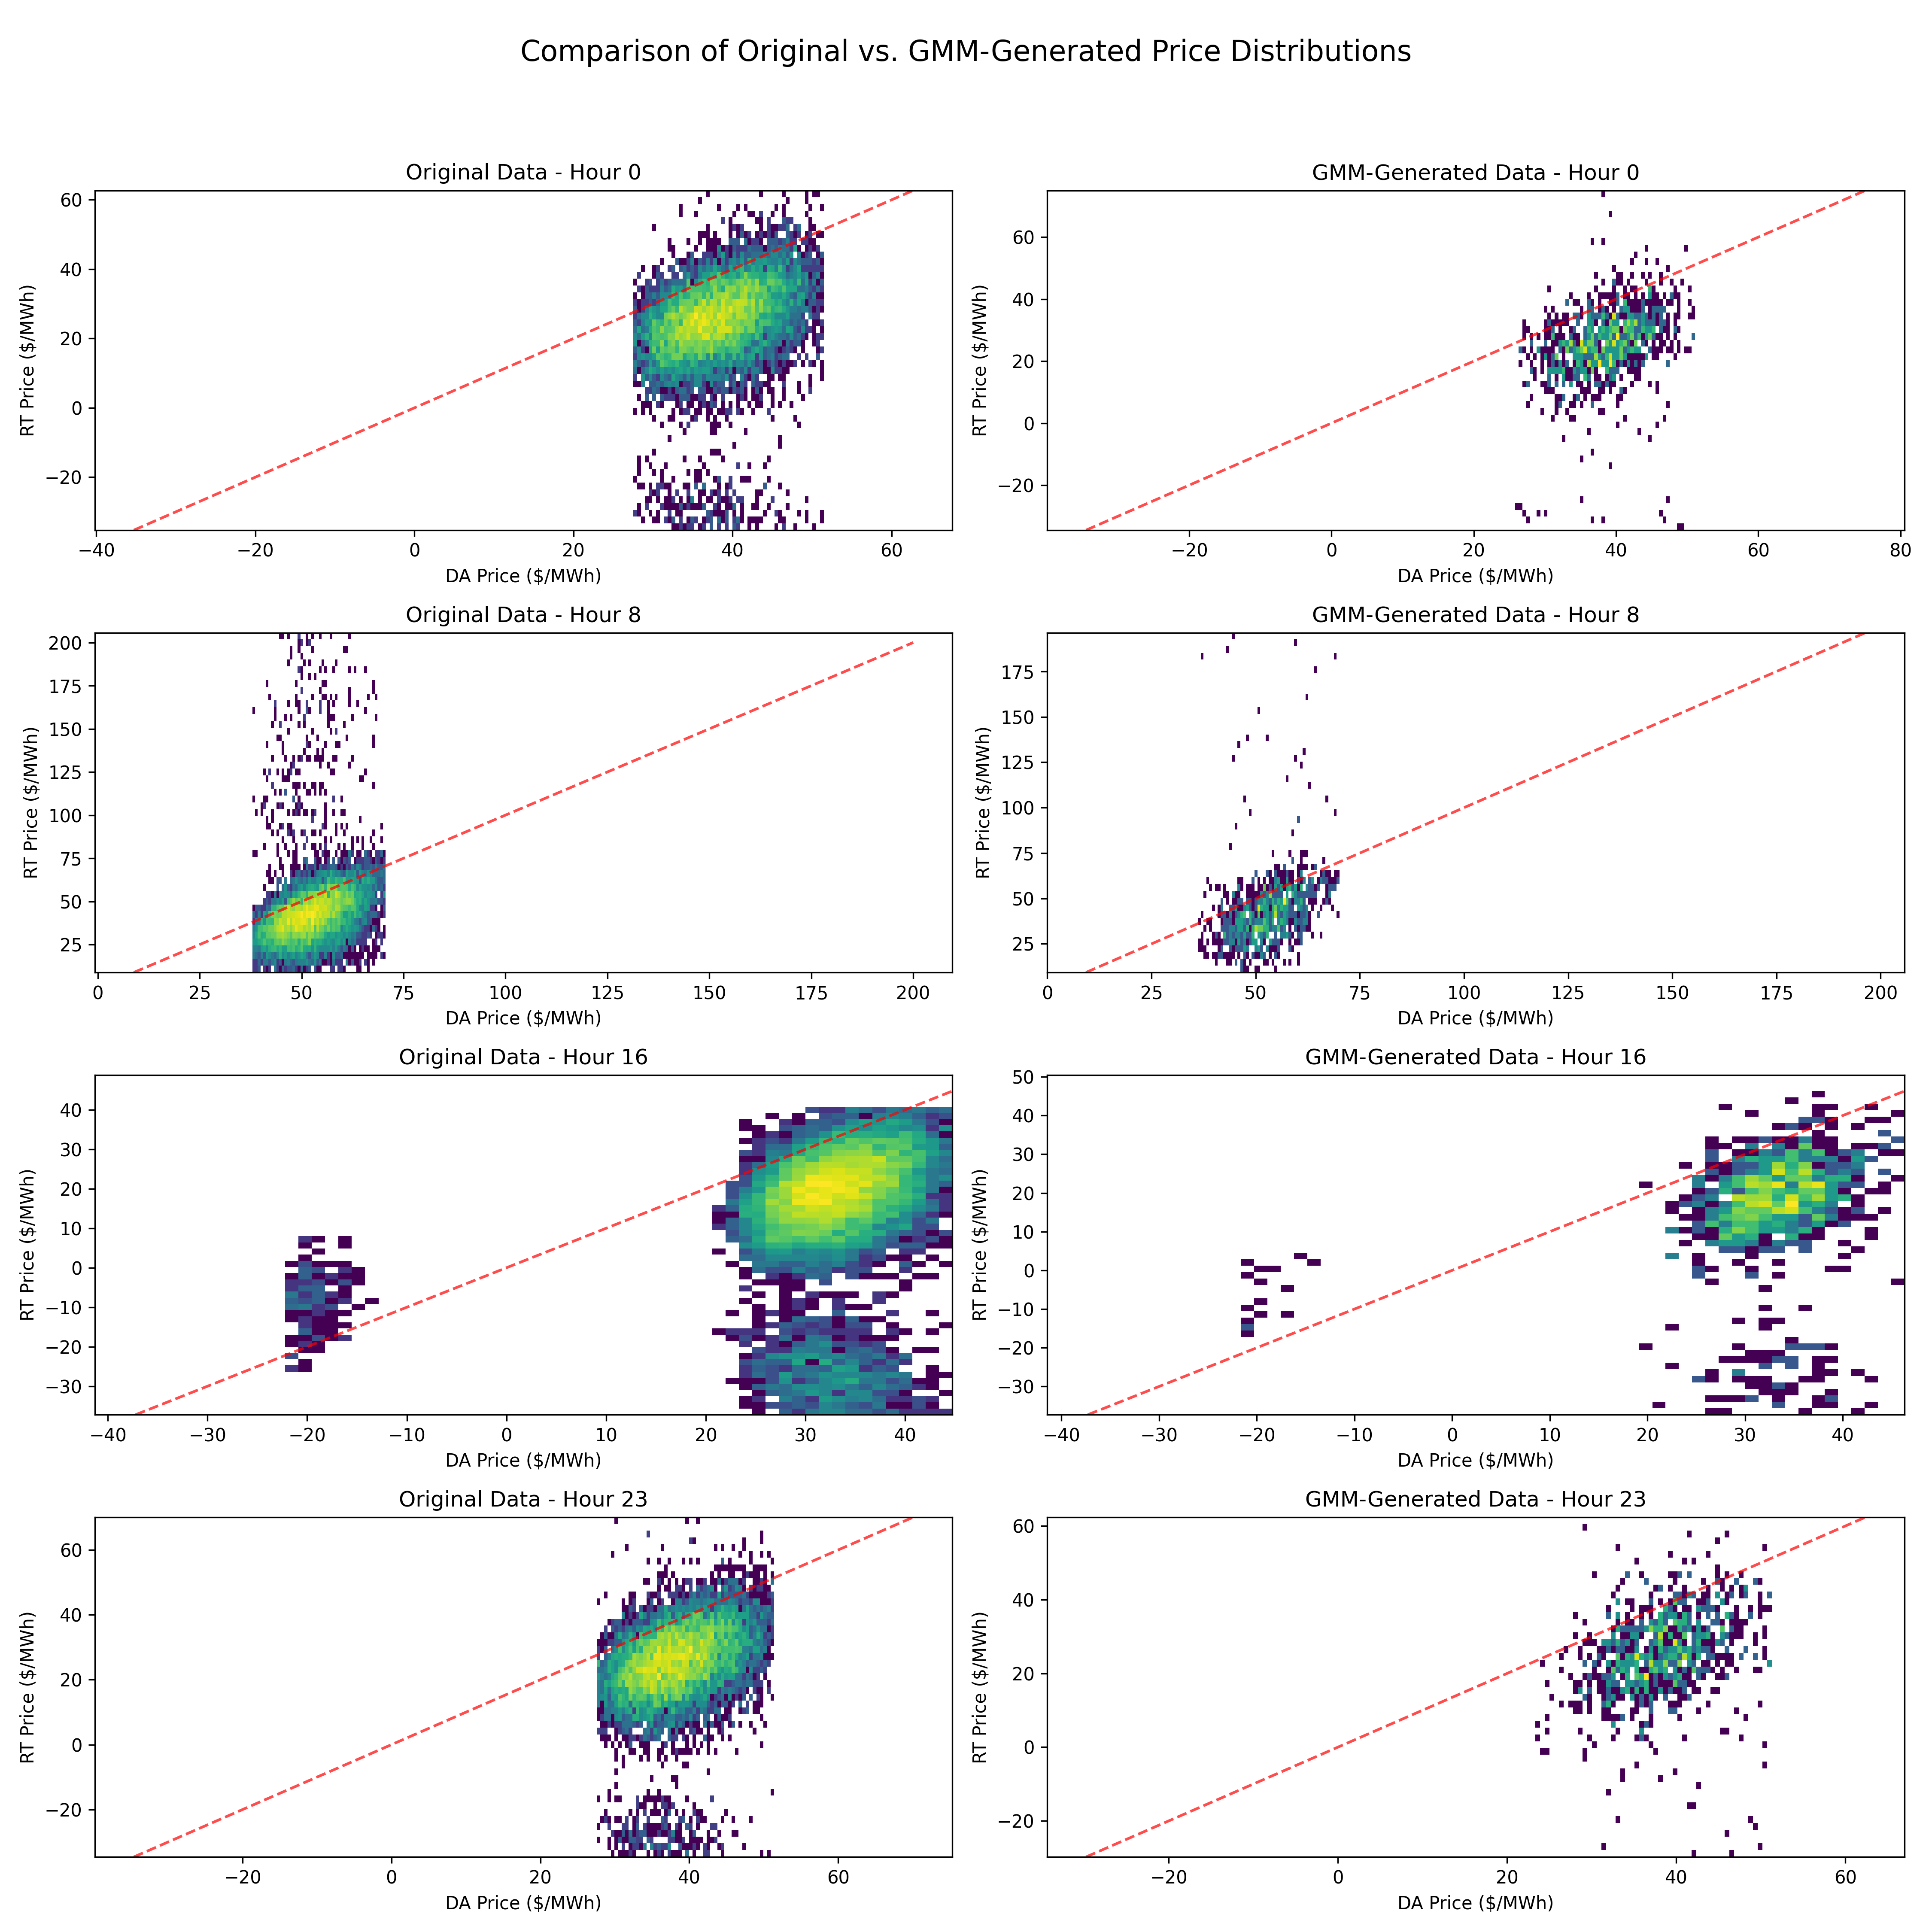 Comparison of Original vs. GMM-Generated Price Distributions
Original Data - Hour 0
60
40
20
0
−20
RT Price ($/MWh)
−40 −20 0 20 40 60
DA Price ($/MWh)
GMM-Generated Data - Hour 0
60
40
20
0
−20
RT Price ($/MWh)
−20 0 20 40 60 80
DA Price ($/MWh)
Original Data - Hour 8
200
175
150
125
100
75
50
25
RT Price ($/MWh)
0 25 50 75 100 125 150 175 200
DA Price ($/MWh)
GMM-Generated Data - Hour 8
175
150
125
100
75
50
25
RT Price ($/MWh)
0 25 50 75 100 125 150 175 200
DA Price ($/MWh)
Original Data - Hour 16
40
30
20
10
0
−10
−20
−30
RT Price ($/MWh)
−40 −30 −20 −10 0 10 20 30 40
DA Price ($/MWh)
GMM-Generated Data - Hour 16
50
40
30
20
10
0
−10
−20
−30
RT Price ($/MWh)
−40 −30 −20 −10 0 10 20 30 40
DA Price ($/MWh)
Original Data - Hour 23
60
40
20
0
−20
RT Price ($/MWh)
−20 0 20 40 60
DA Price ($/MWh)
GMM-Generated Data - Hour 23
60
40
20
0
−20
RT Price ($/MWh)
−20 0 20 40 60
DA Price ($/MWh)